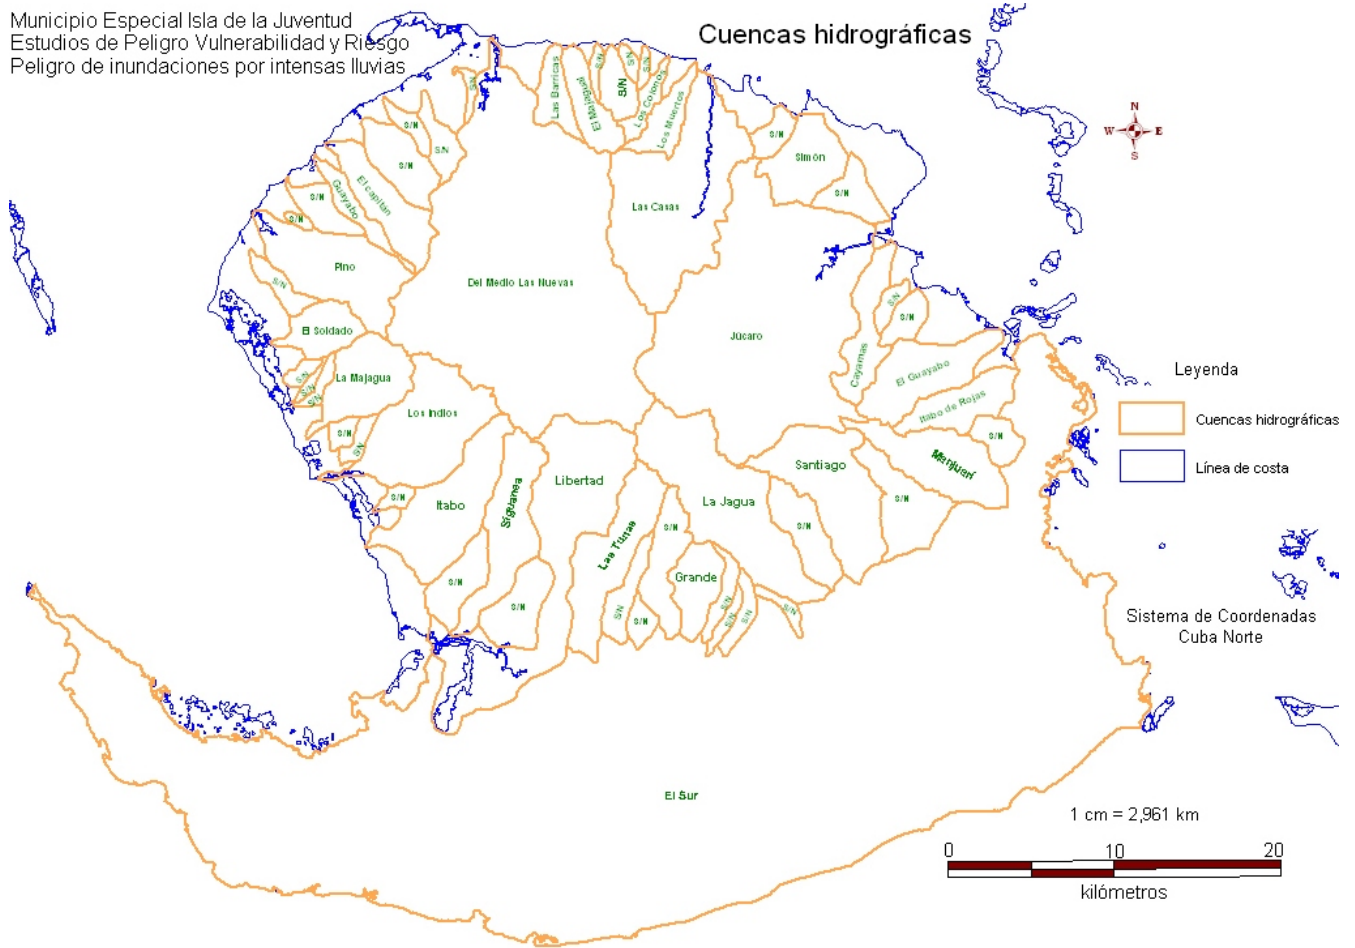 Municipio Especial Isla de la Juventud
Estudios de Peligro Vulnerabilidad y Riesgo
Peligro de inundaciones por intensas lluvias
Cuencas hidrográficas
N
W E
S
S/N
Las Barricas
El Malagual
S/N
S/N
S/N
S/N
Los Colonos
Los Muertos
S/N
S/N
S/N
S/N
Simón
S/N
El capitan
Guayabo
S/N
S/N
Las Casas
Pino
S/N
Del Medio Las Nuevas
S/N
S/N
El Soldado
Júcaro
Cayamas
El Guayabo
Itabo de Rojas
S/N
S/N
S/N
La Majagua
Los Indios
S/N
S/N
S/N
Manjuarí
Santiago
S/N
Libertad
Siguanea
Itabo
S/N
La Jagua
S/N
S/N
Las Tunas
Grande
S/N
S/N
S/N
S/N
S/N
S/N
S/N
S/N
El Sur
Leyenda
Cuencas hidrográficas
Línea de costa
Sistema de Coordenadas
Cuba Norte
1 cm = 2,961 km
0 10 20
kilómetros